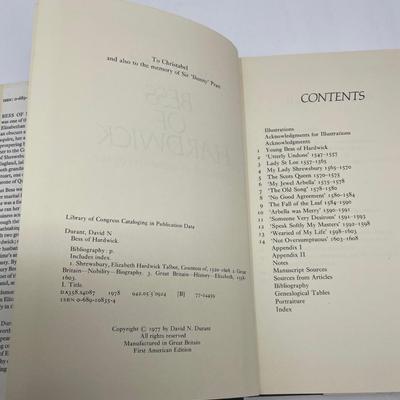 To Christabel
and also to the memory of Sir 'Bunny' Pratt
Library of Congress Cataloging in Publication Data
Durant, David N
Bess of Hardwick.
Bibliography: p.
Includes index.
1. Shrewsbury, Elizabeth Hardwick Talbot, Countess of, 1520-1608 2. Great
Britain—Nobility—Biography. 3. Great Britain—History—Elizabeth, 1558-
1603.
I. Title.
DA358.S4D87 1978 942.05'5'0924 [B] 77-12459
ISBN 0-689-10835-4
Copyright © 1977 by David N. Durant
All rights reserved
Manufactured in Great Britain
First American Edition
CONTENTS
Illustrations
Acknowledgments for Illustrations
Acknowledgments
1 Young Bess of Hardwick
2 'Utterly Undone' 1547-1557
3 Lady St Loe 1557-1565
4 My Lady Shrewsbury 1565-1570
5 The Scots Queen 1570-1575
6 'My Jewel Arbella' 1575-1578
7 'The Old Song' 1578-1580
8 'No Good Agreement' 1580-1584
9 The Fall of the Leaf 1584-1590
10 'Arbella was Merry' 1590-1591
11 'Someone Very Desirous' 1591-1593
12 'Speak Softly My Masters' 1590-1598
13 'Wearied of My Life' 1598-1603
14 'Not Oversumptuous' 1603-1608
Appendix I
Appendix II
Notes
Manuscript Sources
Sources from Articles
Bibliography
Genealogical Tables
Portraiture
Index